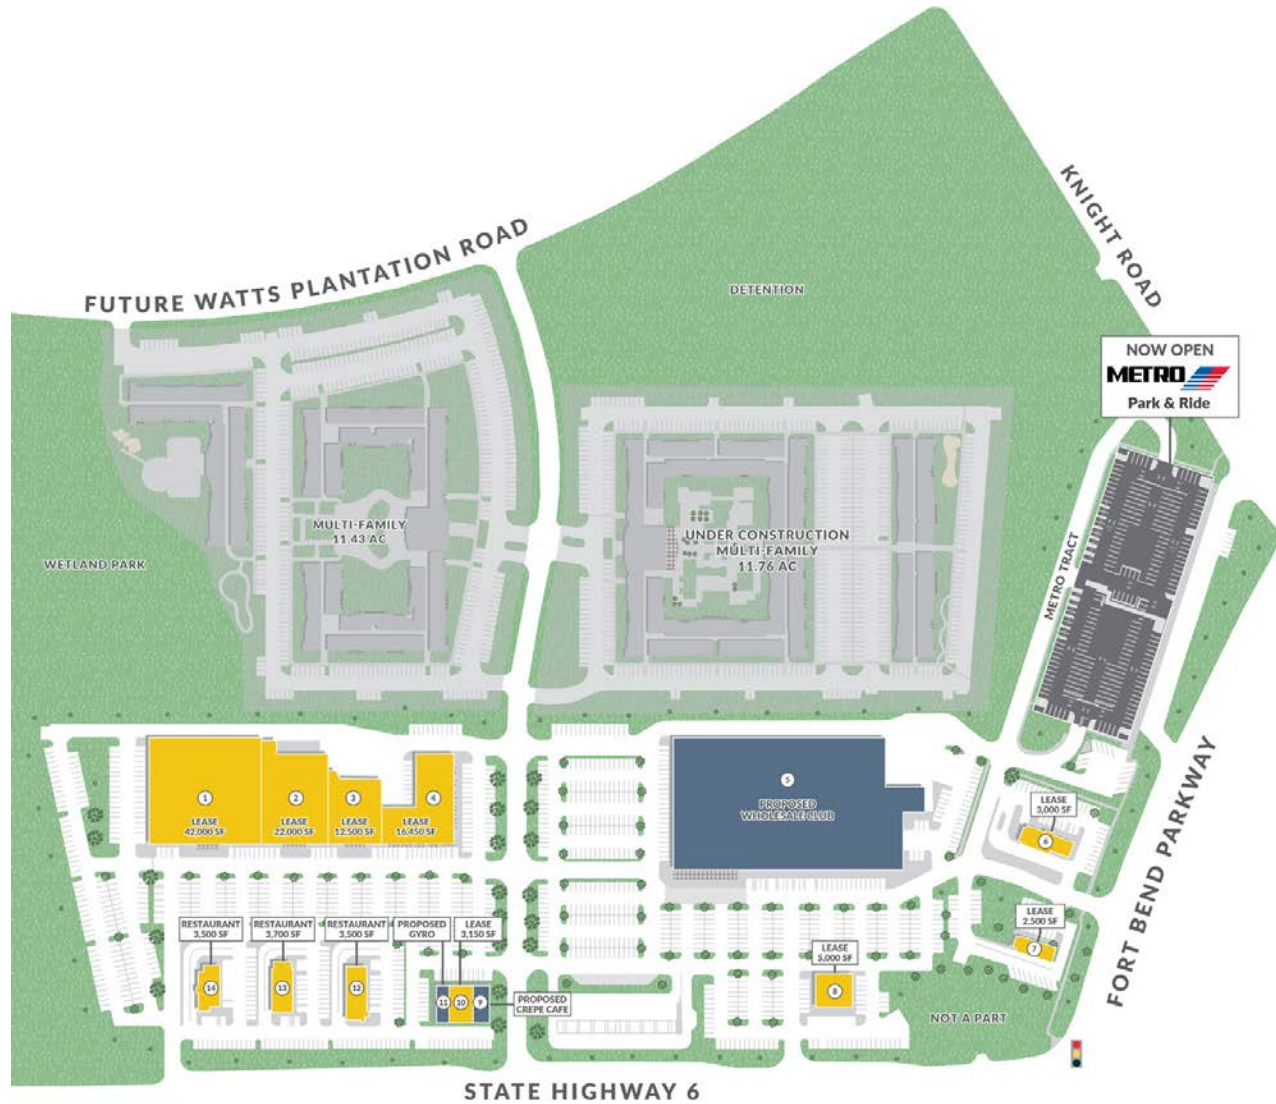 KNIGHT ROAD
FUTURE WATTS PLANTATION ROAD
DETENTION
NOW OPEN
METRO
Park & Ride
MULTI-FAMILY
11.43 AC
UNDER CONSTRUCTION
MULTI-FAMILY
11.76 AC
WETLAND PARK
METRO TRACT
FORT BEND PARKWAY
1
LEASE
42,000 SF
2
LEASE
22,000 SF
3
LEASE
12,500 SF
4
LEASE
16,450 SF
5
PROPOSED
WHOLESALE CLUB
LEASE
3,000 SF
6
LEASE
2,500 SF
7
RESTAURANT
3,500 SF
14
RESTAURANT
3,700 SF
13
RESTAURANT
3,500 SF
12
PROPOSED
GYRO
11
LEASE
3,150 SF
10
9
PROPOSED
CREPE CAFE
LEASE
5,000 SF
8
NOT A PART
STATE HIGHWAY 6